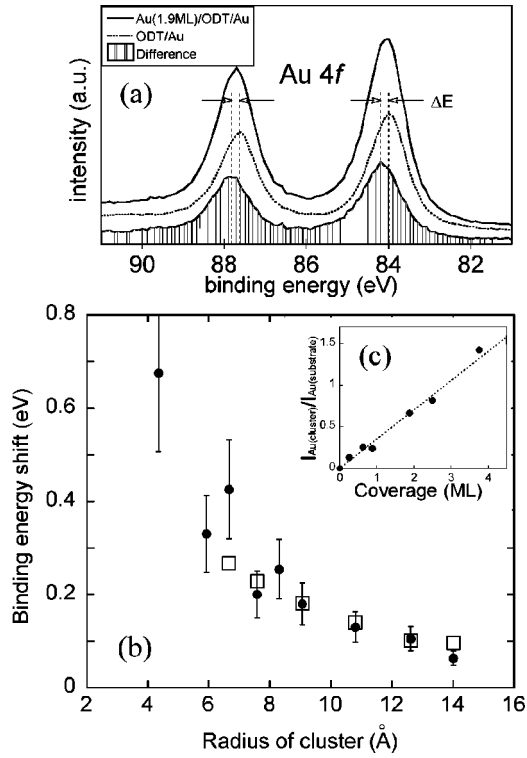 Au(1.9ML)/ODT/Au
ODT/Au
Difference
(a)
Au 4f
ΔE
intensity (a.u.)
90 88 86 84 82
binding energy (eV)
0.8
0.6
0.4
0.2
0
Binding energy shift (eV)
(b)
2 4 6 8 10 12 14 16
Radius of cluster (Å)
(c)
1.5
1
0.5
0
I Au(cluster)/I Au(substrate)
0 1 2 3 4
Coverage (ML)